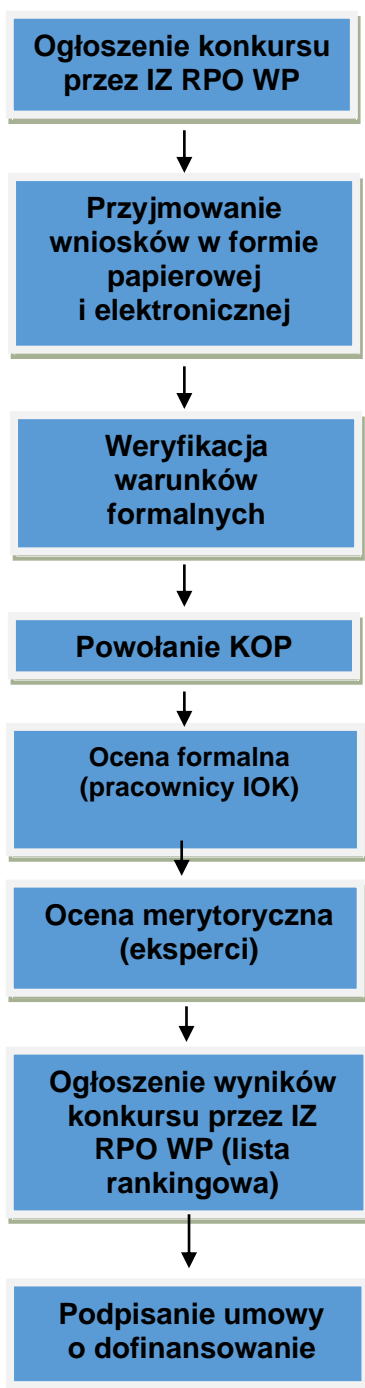 Ogłoszenie konkursu
przez IZ RPO WP
Przyjmowanie
wniosków w formie
papierowej
i elektronicznej
Weryfikacja
warunków
formalnych
Powołanie KOP
Ocena formalna
(pracownicy IOK)
Ocena merytoryczna
(eksperci)
Ogłoszenie wyników
konkursu przez IZ
RPO WP (lista
rankingowa)
Podpisanie umowy
o dofinansowanie